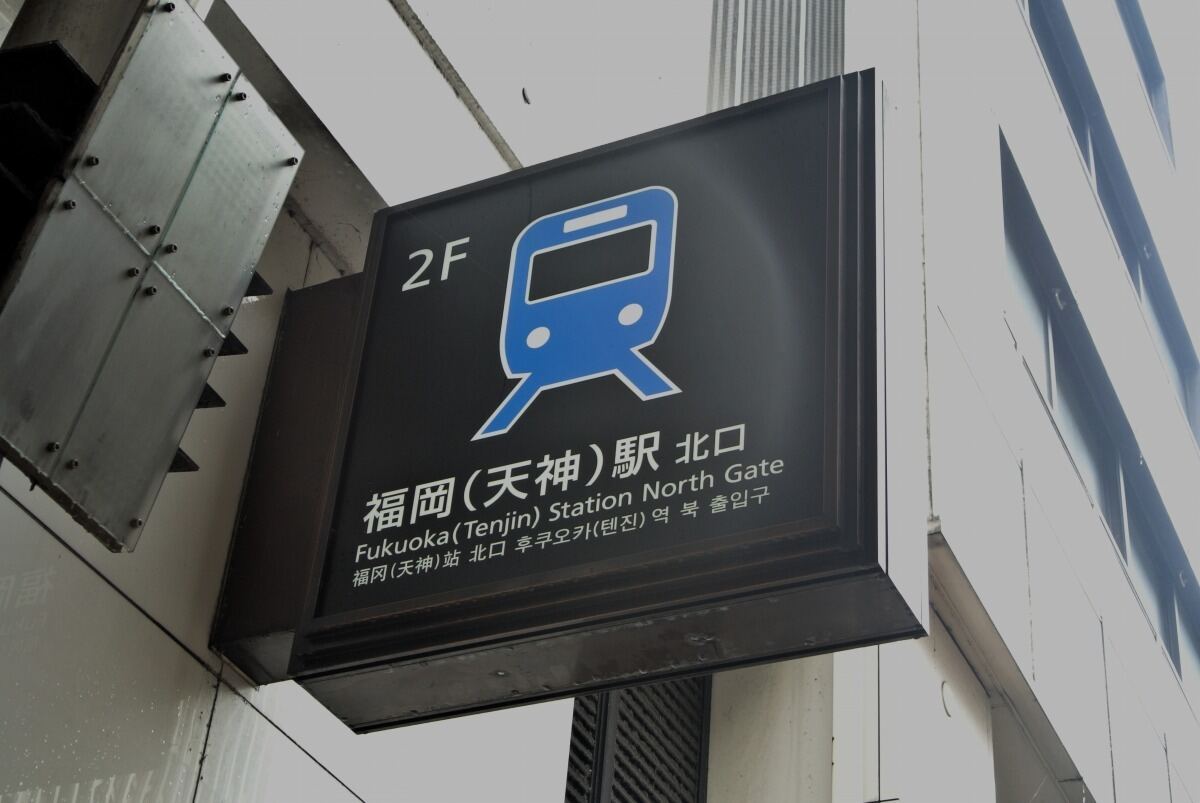 2F
福岡(天神)駅 北口
Fukuoka(Tenjin) Station North Gate
福冈(天神)站 北口 후쿠오카(텐진) 역 북 출입구